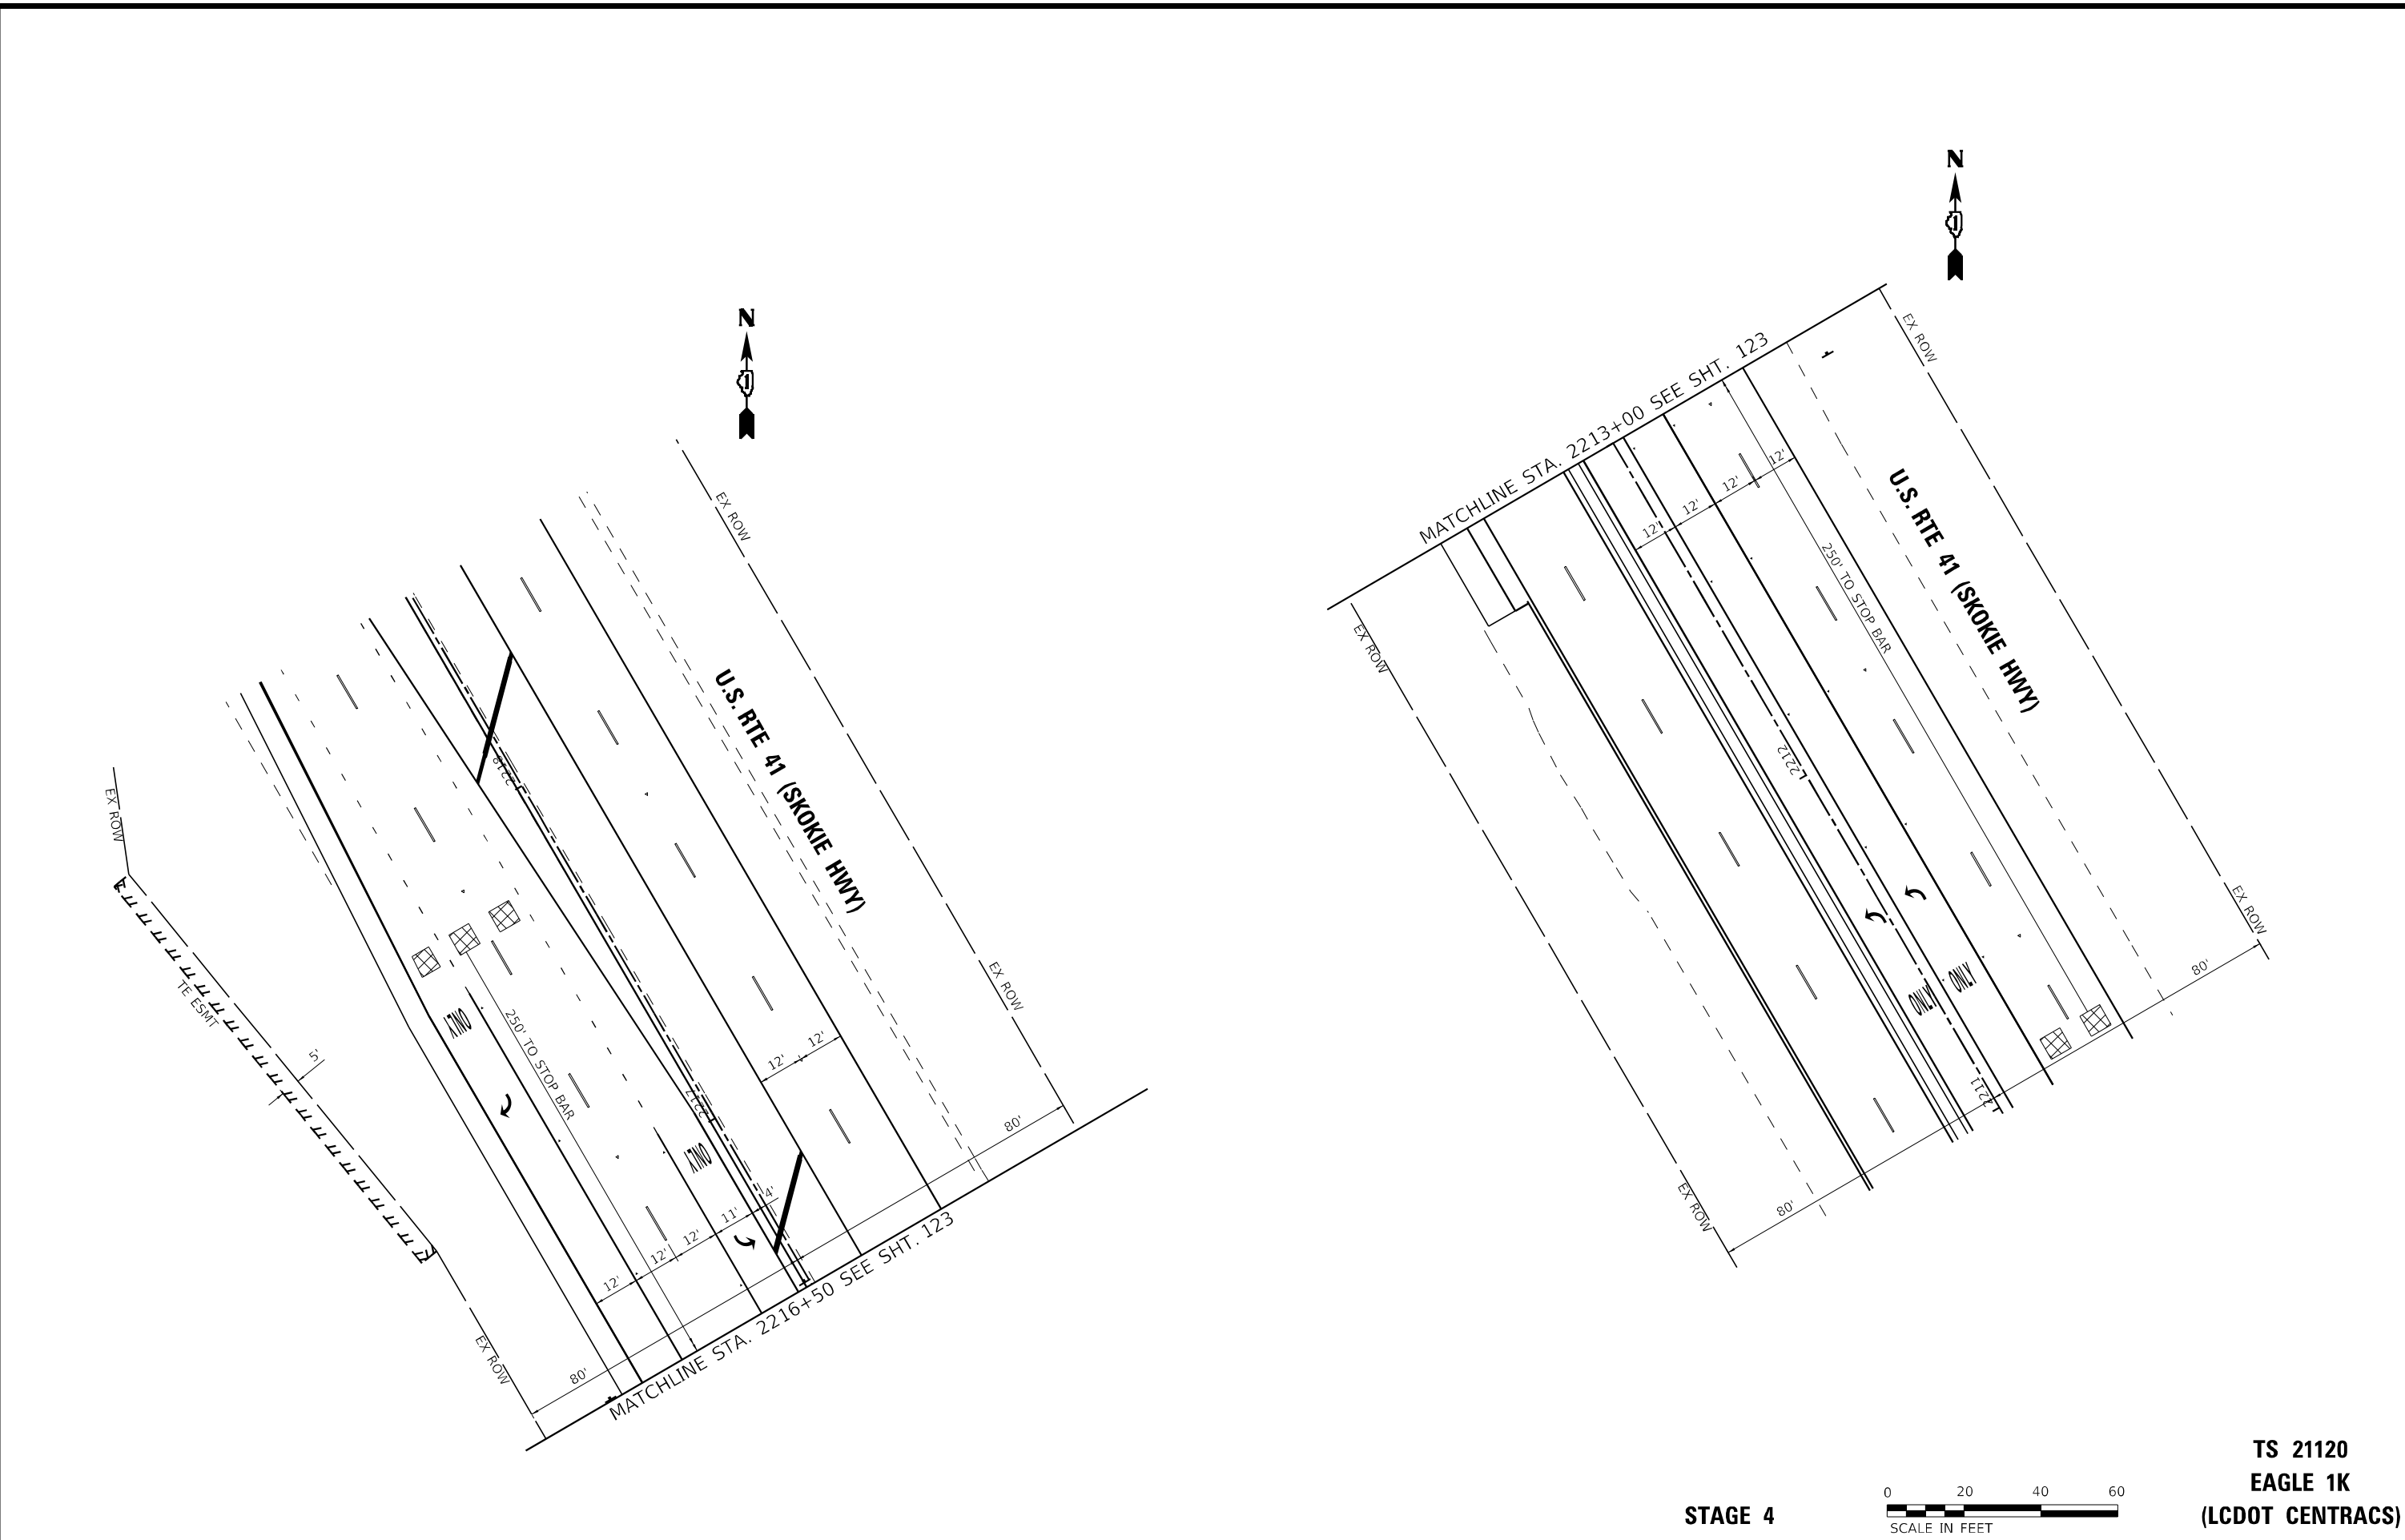 N
EX ROW
U.S. RTE 41 (SKOKIE HWY)
L2218
EX ROW
TE ESMT
5'
ONLY
250' TO STOP BAR
L2217
ONLY
12'
12'
EX ROW
80'
4'
11'
12'
12'
12'
EX ROW
80'
MATCHLINE STA. 2216+50 SEE SHT. 123
N
MATCHLINE STA. 2213+00 SEE SHT. 123
EX ROW
EX ROW
12'
12'
12'
12'
250' TO STOP BAR
U.S. RTE 41 (SKOKIE HWY)
L2212
ONLY
ONLY
EX ROW
80'
L2211
EX ROW
80'
STAGE 4
0 20 40 60
SCALE IN FEET
TS 21120
EAGLE 1K
(LCDOT CENTRACS)